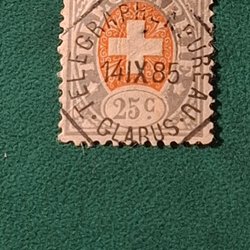 TELEGRAPHEN-BUREAU.
14 IX 85
25c
·GLARUS·